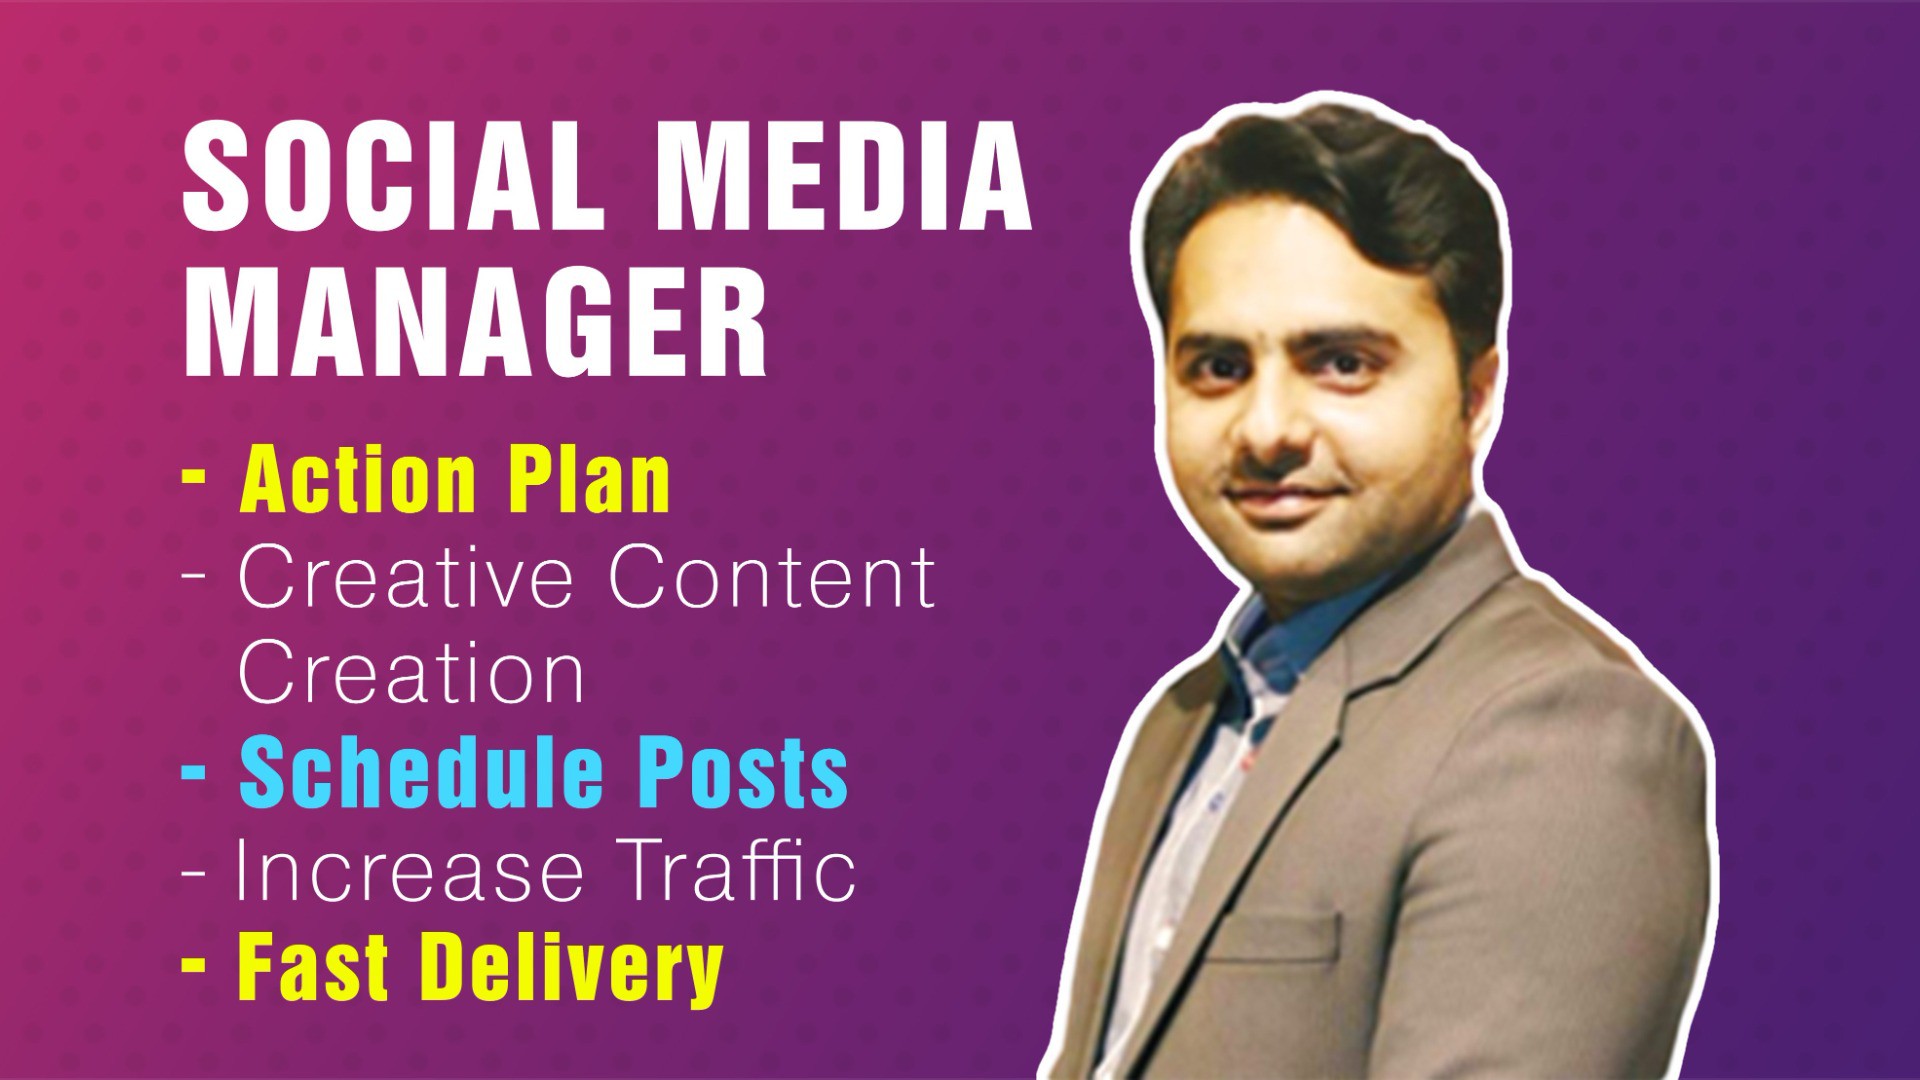 SOCIAL MEDIA
MANAGER
- Action Plan
- Creative Content
Creation
- Schedule Posts
- Increase Traffic
- Fast Delivery